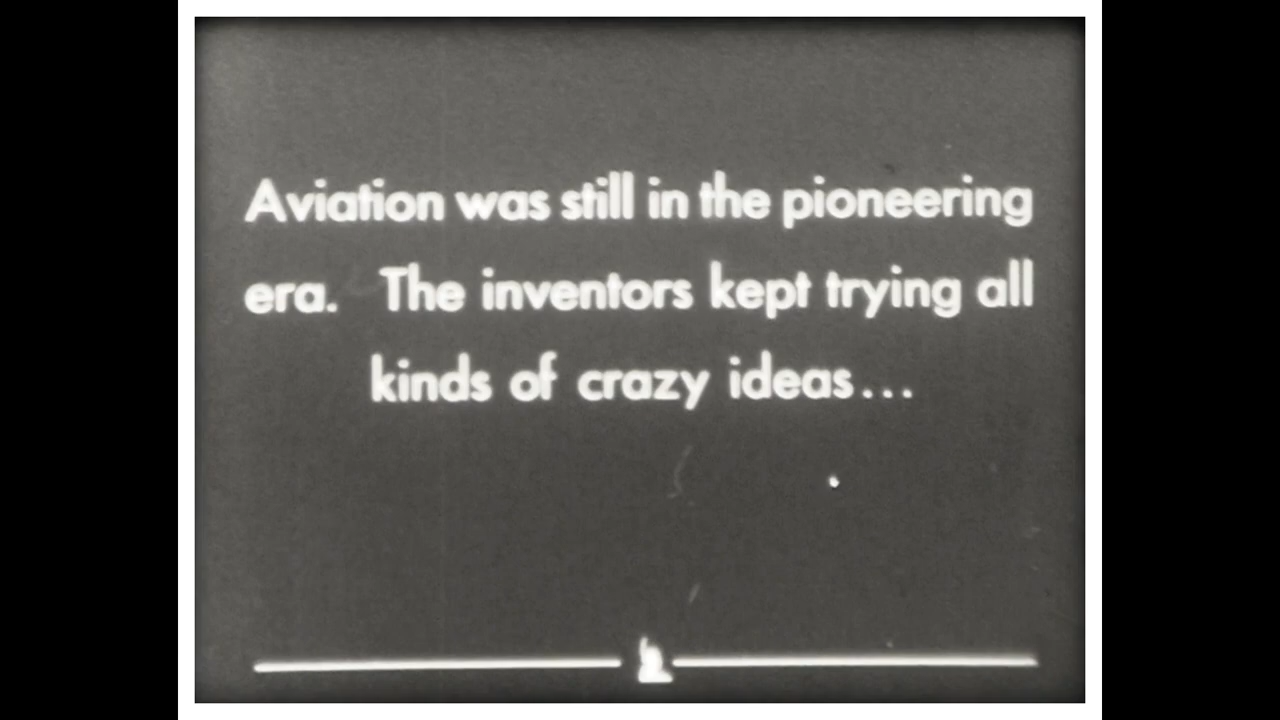 Aviation was still in the pioneering
era. The inventors kept trying all
kinds of crazy ideas...